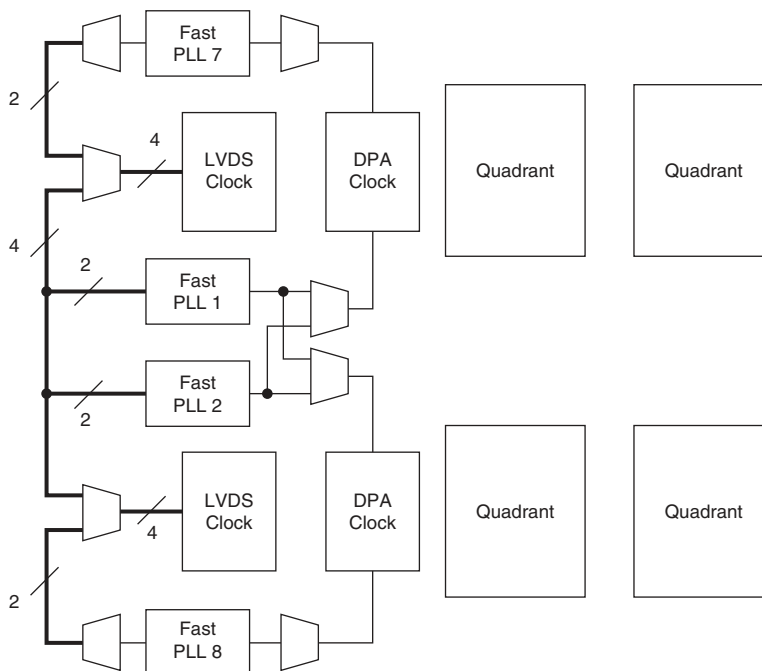 Fast
PLL 7
2
4
LVDS
Clock
DPA
Clock
Quadrant
Quadrant
4
2
Fast
PLL 1
2
Fast
PLL 2
LVDS
Clock
4
DPA
Clock
Quadrant
Quadrant
2
Fast
PLL 8